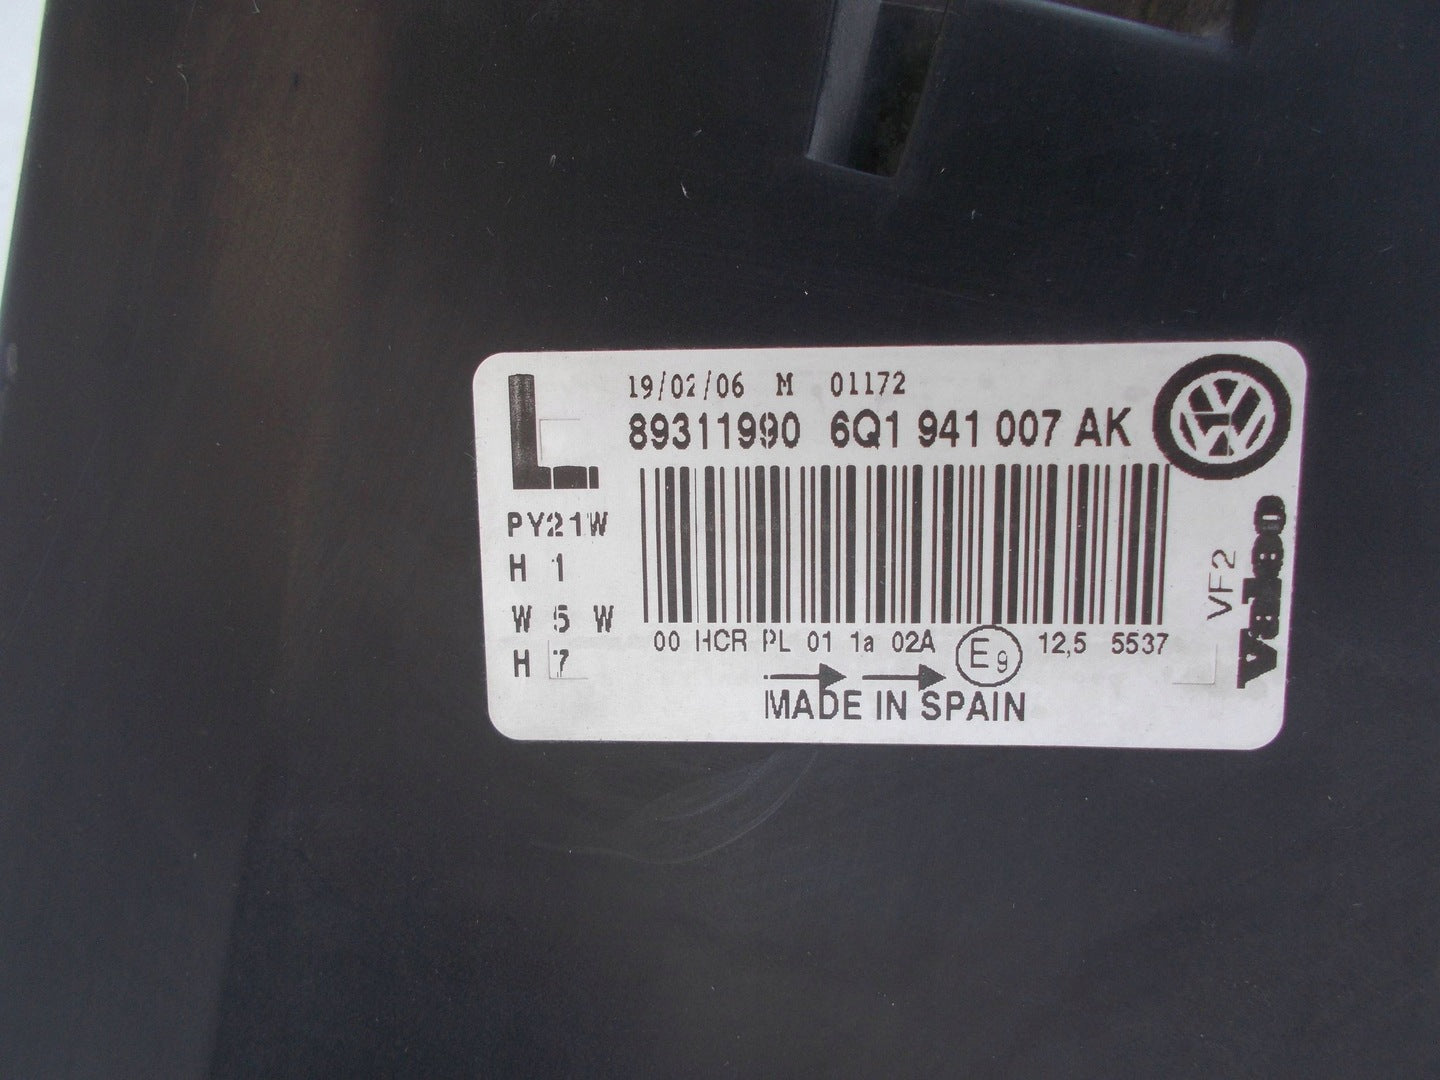 L
19/02/06 M 01172
89311990 6Q1 941 007 AK
PY21W
H 1
W 5 W
H 7
00 HCR PL 01 1a 02A E9 12,5 5537
MADE IN SPAIN
VF2
Valeo